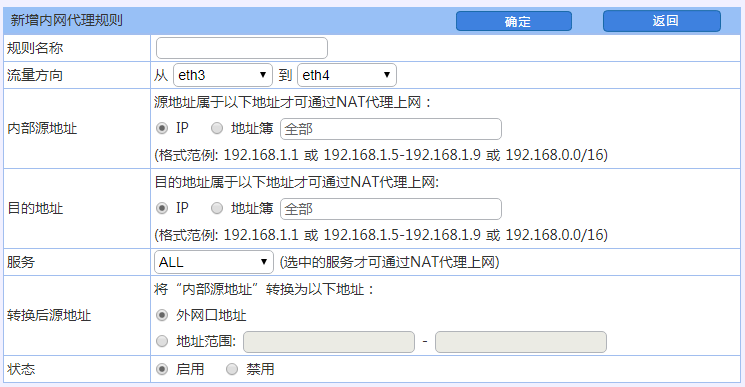 新增内网代理规则 确定 返回
规则名称
流量方向 从 eth3 到 eth4
源地址属于以下地址才可通过NAT代理上网：
内部源地址 IP 地址簿 全部
(格式范例: 192.168.1.1 或 192.168.1.5-192.168.1.9 或 192.168.0.0/16)
目的地址属于以下地址才可通过NAT代理上网:
目的地址 IP 地址簿 全部
(格式范例: 192.168.1.1 或 192.168.1.5-192.168.1.9 或 192.168.0.0/16)
服务 ALL (选中的服务才可通过NAT代理上网)
将“内部源地址”转换为以下地址：
转换后源地址 外网口地址
地址范围: -
状态 启用 禁用